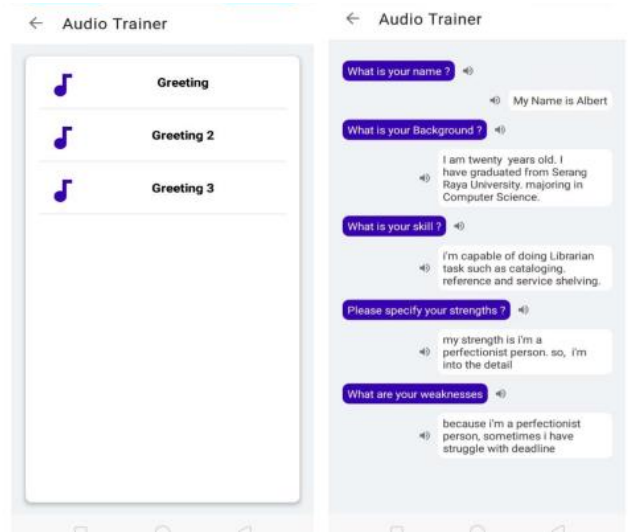 Audio Trainer
Greeting
Greeting 2
Greeting 3
Audio Trainer
What is your name ?
My Name is Albert
What is your Background ?
I am twenty  years old. I
have graduated from Serang
Raya University. majoring in
Computer Science.
What is your skill ?
i'm capable of doing Librarian
task such as cataloging.
reference and service shelving.
Please specify your strengths ?
my strength is i'm a
perfectionist person. so,  i'm
into the detail
What are your weaknesses
because i'm a perfectionist
person, sometimes i have
struggle with deadline